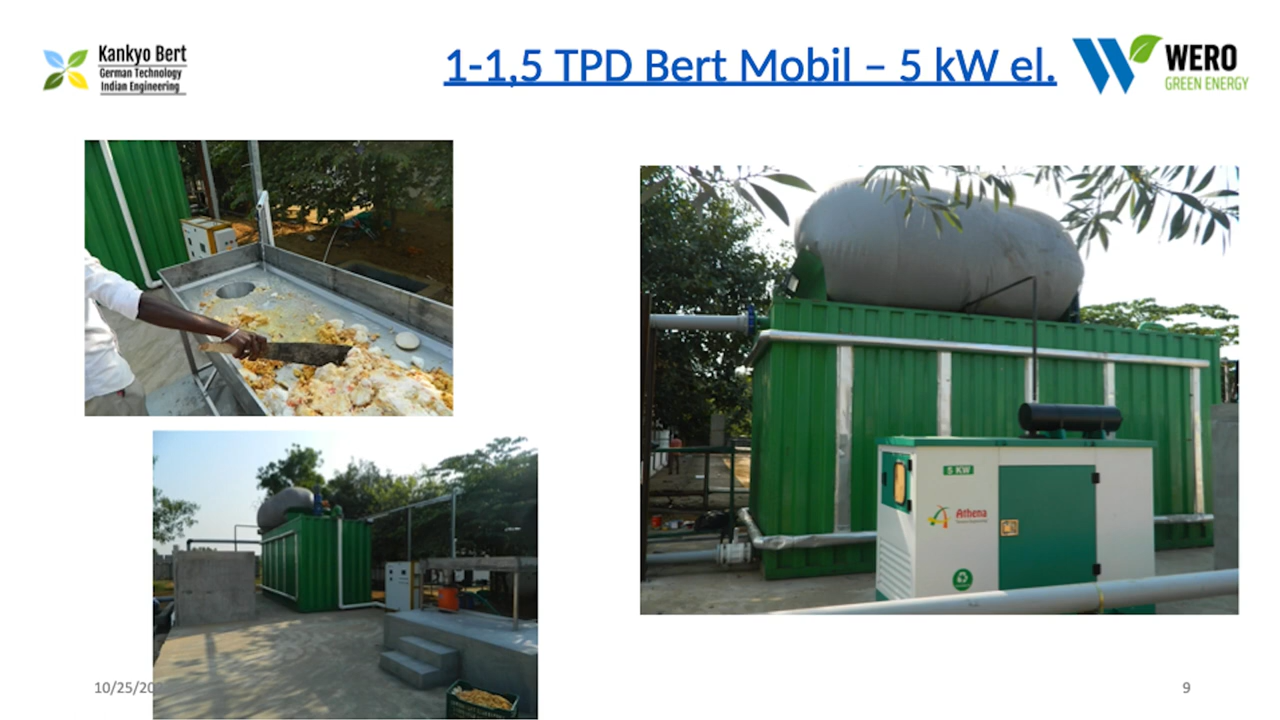 Kankyo Bert
German Technology
Indian Engineering
1-1,5 TPD Bert Mobil – 5 kW el.
WERO
GREEN ENERGY
5 KW
Athena
10/25/20
9